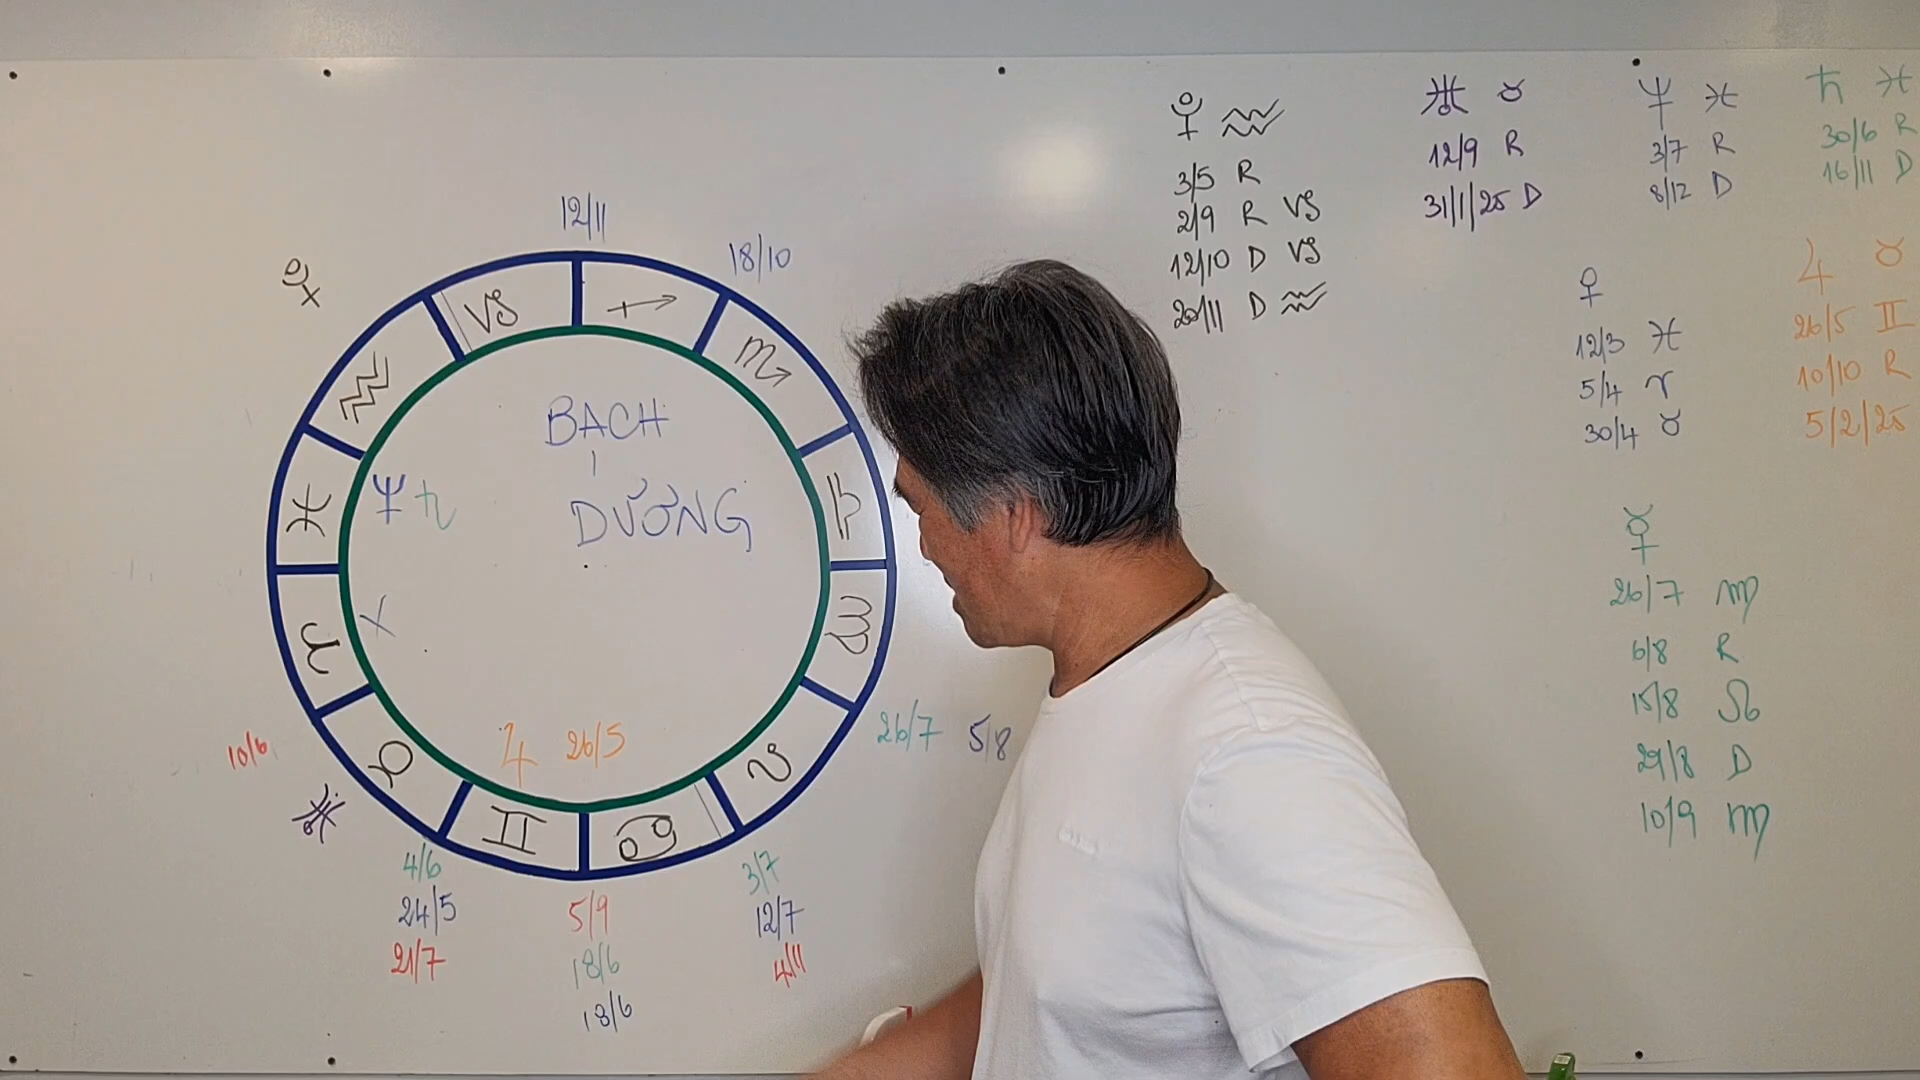 12/11
18/10
BẠCH
DƯƠNG
26/5
10/6
4/6
24/5
21/7
5/9
18/6
18/6
3/7
12/7
4/11
26/7 5/8
♇ ♒
3/5 R
2/9 R ♑
12/10 D ♑
20/11 D ♒
♅ ♉
12/9 R
31/1/25 D
♆ ♓
3/7 R
8/12 D
♄ ♓
30/6 R
16/11 D
♀
12/3 ♓
5/4 ♈
30/4 ♉
♃ ♉
26/5 ♊
10/10 R
5/2/25
☿
26/7 ♍
6/8 R
15/8 ♌
29/8 D
10/9 ♍